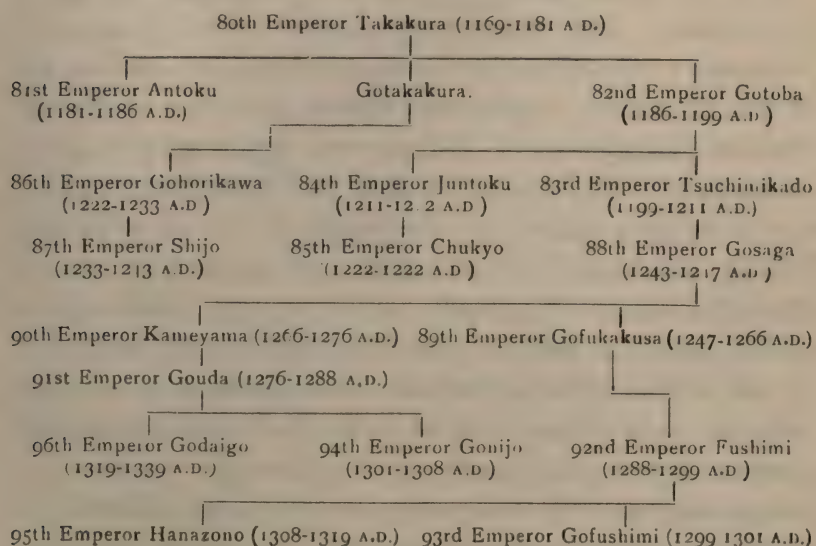 80th Emperor Takakura (1169-1181 A D.)
81st Emperor Antoku Gotakakura. 82nd Emperor Gotoba
(1181-1186 A.D.) (1186-1199 A.D )
86th Emperor Gohorikawa 84th Emperor Juntoku 83rd Emperor Tsuchimikado
(1222-1233 A.D ) (1211-1222 A.D ) (1199-1211 A.D.)
87th Emperor Shijo 85th Emperor Chukyo 88th Emperor Gosaga
(1233-1243 A.D.) (1222-1222 A.D ) (1243-1247 A.D )
90th Emperor Kameyama (1266-1276 A.D.) 89th Emperor Gofukakusa (1247-1266 A.D.)
91st Emperor Gouda (1276-1288 A.D.)
96th Emperor Godaigo 94th Emperor Gonijo 92nd Emperor Fushimi
(1319-1339 A.D.) (1301-1308 A.D ) (1288-1299 A.D )
95th Emperor Hanazono (1308-1319 A.D.) 93rd Emperor Gofushimi (1299 1301 A.D.)